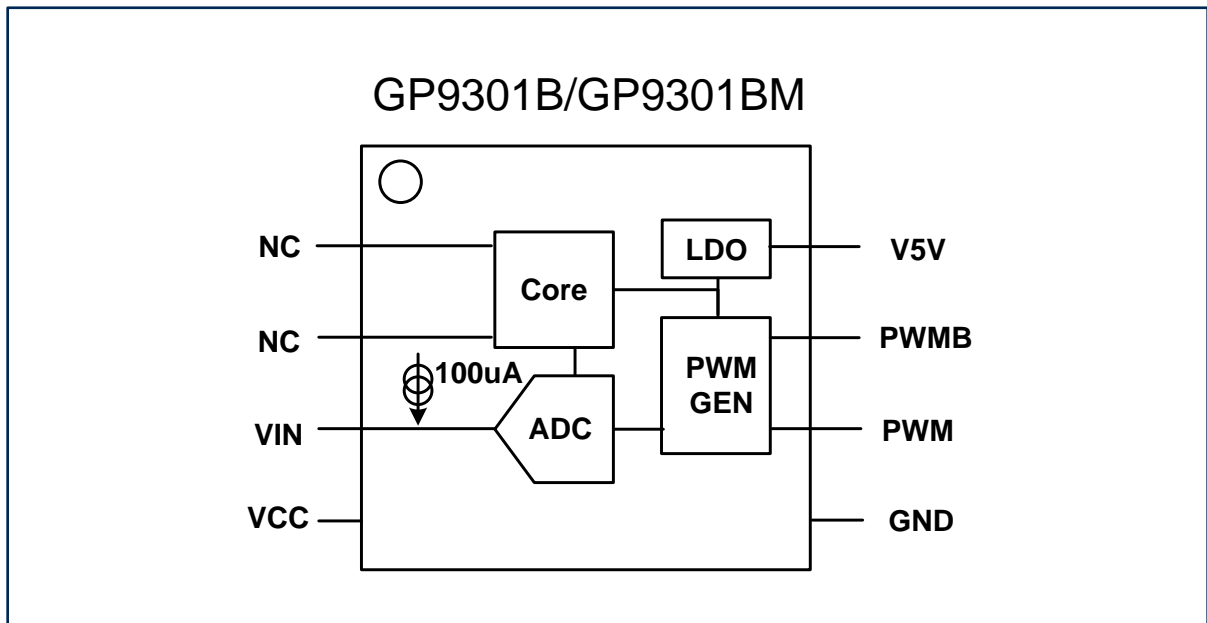 GP9301B/GP9301BM
NC
LDO
V5V
Core
NC
PWMB
100uA
PWM
GEN
VIN
ADC
PWM
VCC
GND